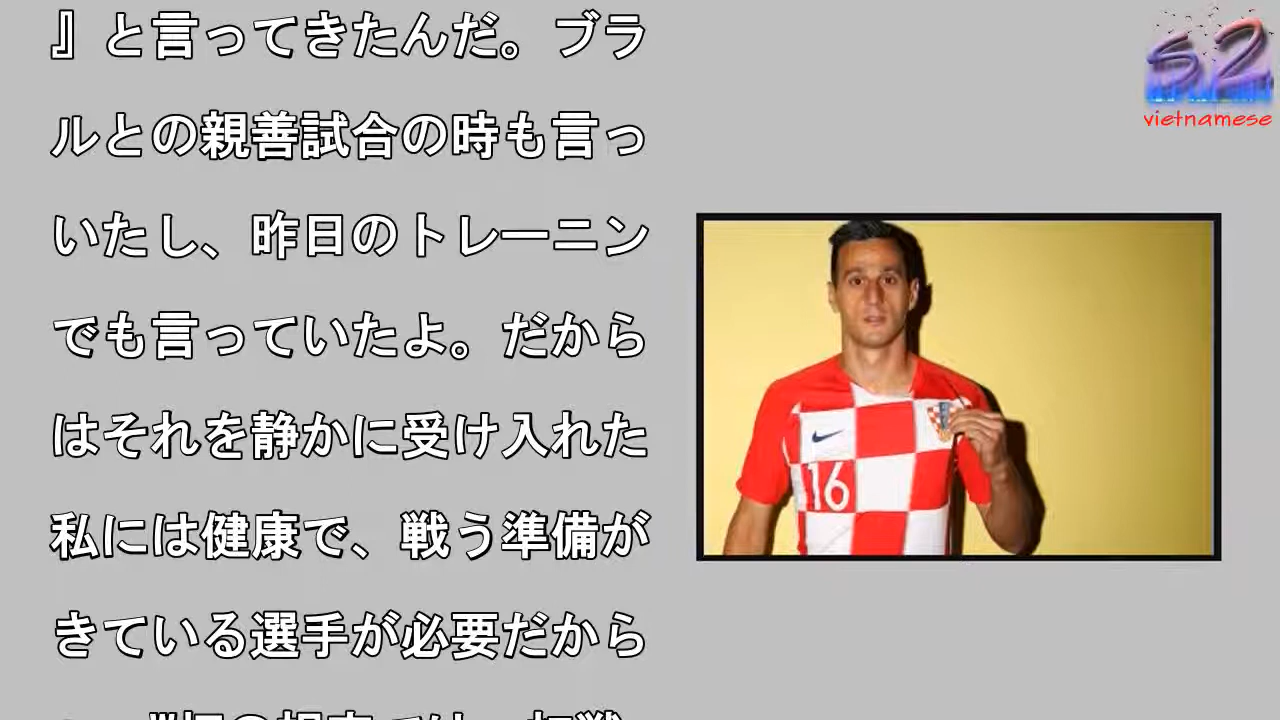 』と言ってきたんだ。ブラ
ルとの親善試合の時も言っ
いたし、昨日のトレーニン
でも言っていたよ。だから
はそれを静かに受け入れた
私には健康で、戦う準備が
きている選手が必要だから
S2
vietnamese
16